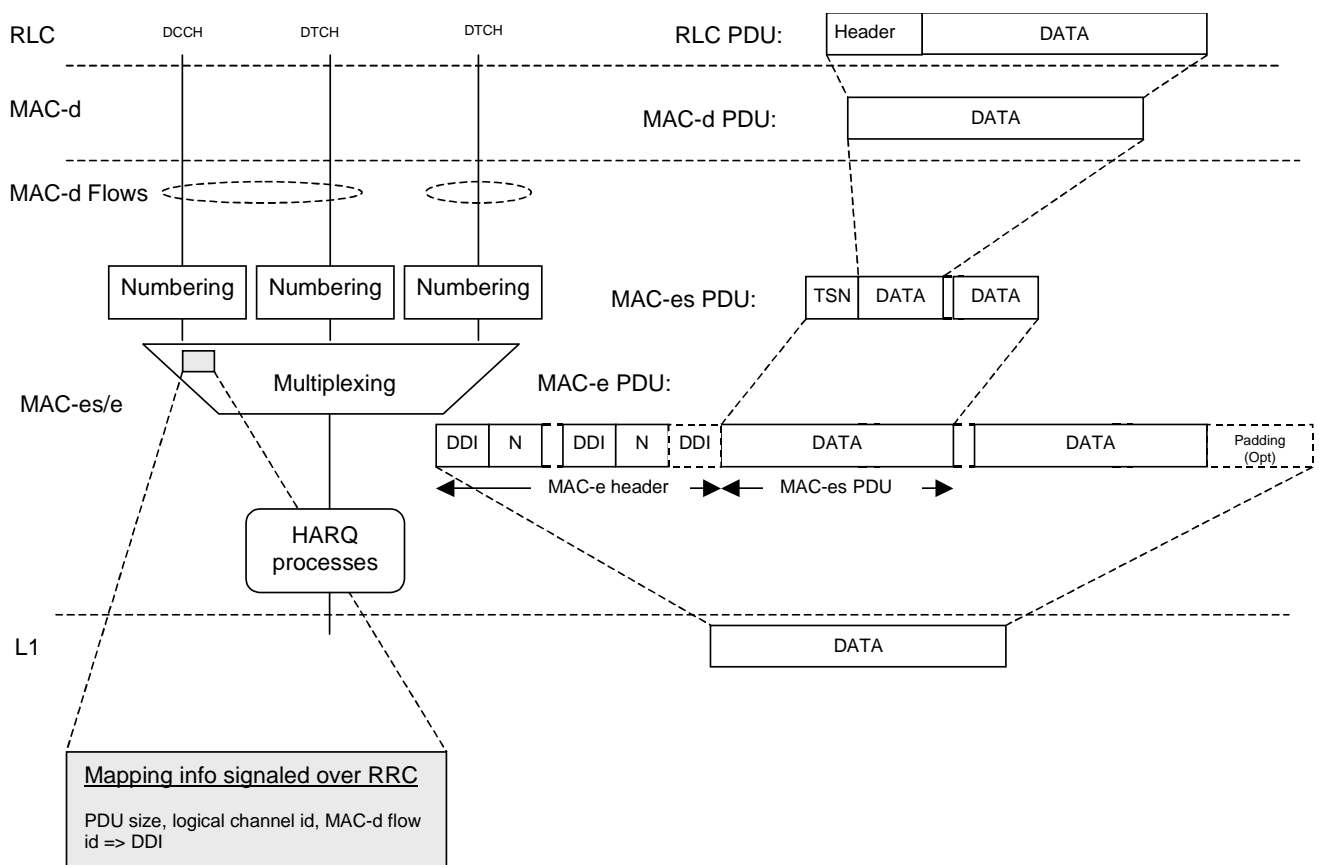 RLC
DCCH
DTCH
DTCH
RLC PDU:
Header
DATA
MAC-d
MAC-d PDU:
DATA
MAC-d Flows
Numbering
Numbering
Numbering
MAC-es PDU:
TSN
DATA
DATA
Multiplexing
MAC-e PDU:
MAC-es/e
DDI
N
DDI
N
DDI
DATA
DATA
Padding
(Opt)
MAC-e header
MAC-es PDU
HARQ
processes
L1
DATA
Mapping info signaled over RRC
PDU size, logical channel id, MAC-d flow
id => DDI